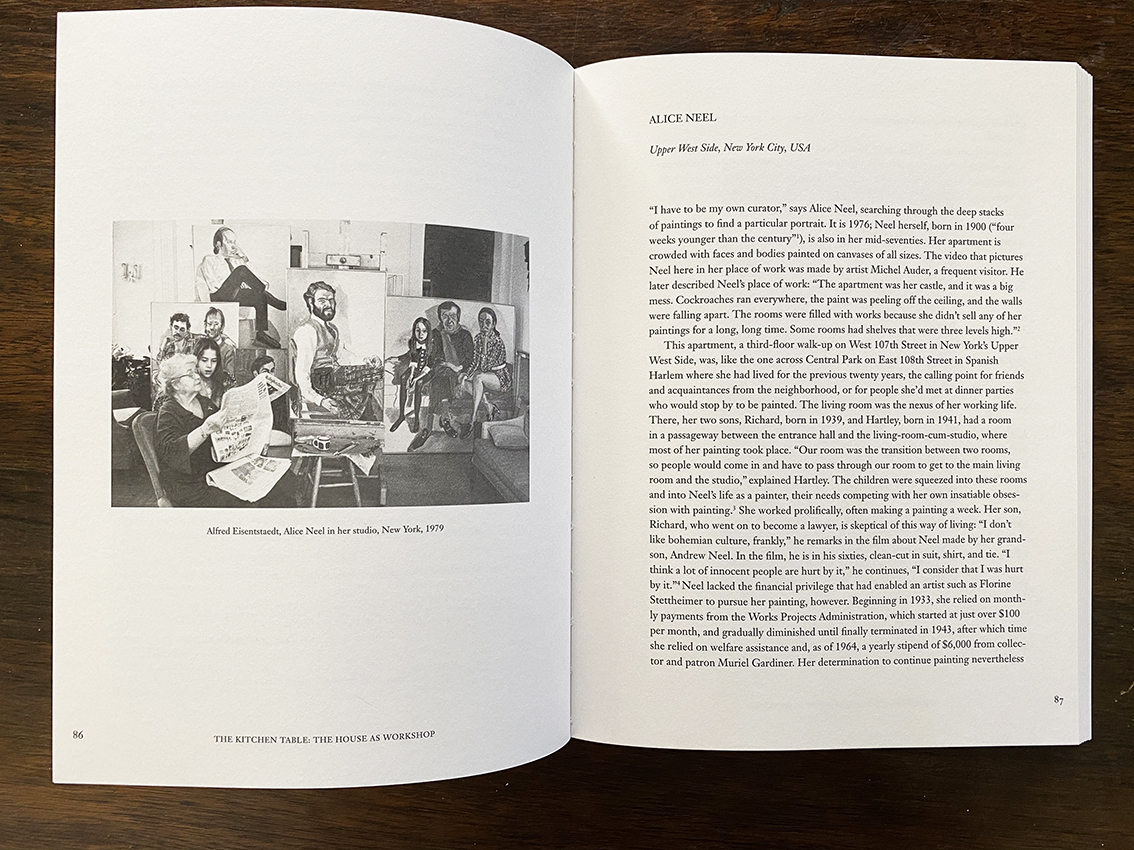 Alfred Eisentstaedt, Alice Neel in her studio, New York, 1979
86
THE KITCHEN TABLE: THE HOUSE AS WORKSHOP
ALICE NEEL
Upper West Side, New York City, USA
“I have to be my own curator,” says Alice Neel, searching through the deep stacks
of paintings to find a particular portrait. It is 1976; Neel herself, born in 1900 (“four
weeks younger than the century”¹), is also in her mid-seventies. Her apartment is
crowded with faces and bodies painted on canvases of all sizes. The video that pictures
Neel here in her place of work was made by artist Michel Auder, a frequent visitor. He
later described Neel’s place of work: “The apartment was her castle, and it was a big
mess. Cockroaches ran everywhere, the paint was peeling off the ceiling, and the walls
were falling apart. The rooms were filled with works because she didn’t sell any of her
paintings for a long, long time. Some rooms had shelves that were three levels high.”²
This apartment, a third-floor walk-up on West 107th Street in New York’s Upper
West Side, was, like the one across Central Park on East 108th Street in Spanish
Harlem where she had lived for the previous twenty years, the calling point for friends
and acquaintances from the neighborhood, or for people she’d met at dinner parties
who would stop by to be painted. The living room was the nexus of her working life.
There, her two sons, Richard, born in 1939, and Hartley, born in 1941, had a room
in a passageway between the entrance hall and the living-room-cum-studio, where
most of her painting took place. “Our room was the transition between two rooms,
so people would come in and have to pass through our room to get to the main living
room and the studio,” explained Hartley. The children were squeezed into these rooms
and into Neel’s life as a painter, their needs competing with her own insatiable obses-
sion with painting.³ She worked prolifically, often making a painting a week. Her son,
Richard, who went on to become a lawyer, is skeptical of this way of living: “I don’t
like bohemian culture, frankly,” he remarks in the film about Neel made by her grand-
son, Andrew Neel. In the film, he is in his sixties, clean-cut in suit, shirt, and tie. “I
think a lot of innocent people are hurt by it,” he continues, “I consider that I was hurt
by it.”⁴ Neel lacked the financial privilege that had enabled an artist such as Florine
Stettheimer to pursue her painting, however. Beginning in 1933, she relied on month-
ly payments from the Works Projects Administration, which started at just over $100
per month, and gradually diminished until finally terminated in 1943, after which time
she relied on welfare assistance and, as of 1964, a yearly stipend of $6,000 from collec-
tor and patron Muriel Gardiner. Her determination to continue painting nevertheless
87